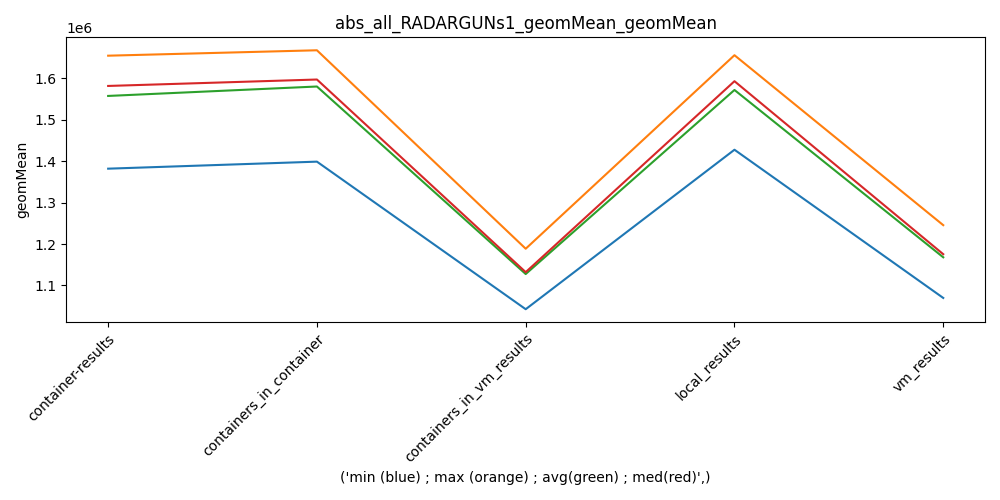 abs_all_RADARGUNs1_geomMean_geomMean
1e6
1.6
1.5
1.4
1.3
1.2
1.1
geomMean
container-results
containers_in_container
containers_in_vm_results
local_results
vm_results
('min (blue) ; max (orange) ; avg(green) ; med(red)',)